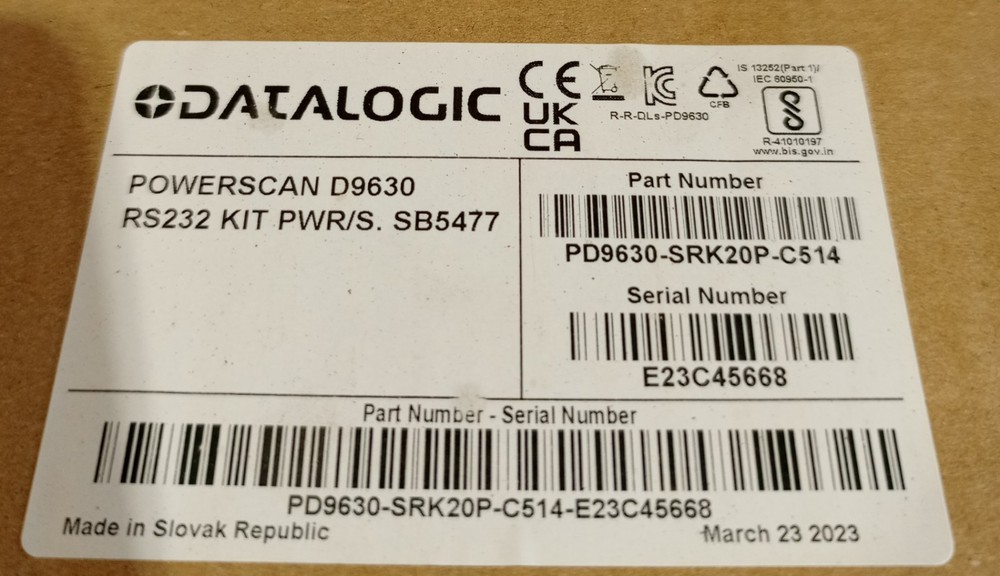 DATALOGIC
CE
UK
CA
R-R-DLs-PD9630
CFB
IS 13252(Part 1)/
IEC 60950-1
R-41010197
www.bis.gov.in
POWERSCAN D9630
RS232 KIT PWR/S. SB5477
Part Number
PD9630-SRK20P-C514
Serial Number
E23C45668
Part Number - Serial Number
PD9630-SRK20P-C514-E23C45668
Made in Slovak Republic
March 23 2023